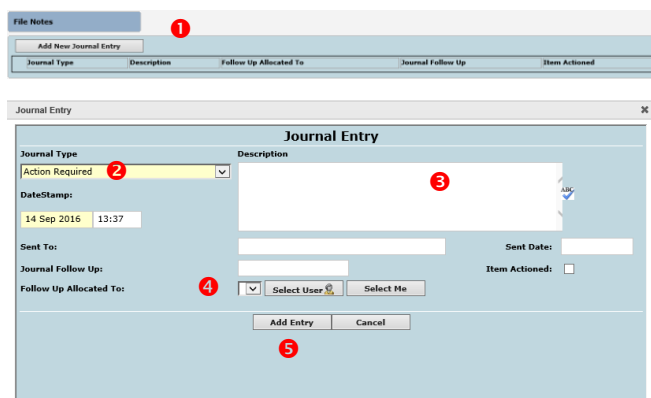 File Notes
1
Add New Journal Entry
Journal Type Description Follow Up Allocated To Journal Follow Up Item Actioned
Journal Entry
Journal Entry
Journal Type Description
Action Required 2
3
ABC
DateStamp:
14 Sep 2016 13:37
Sent To: Sent Date:
Journal Follow Up: Item Actioned:
Follow Up Allocated To: 4 Select User Select Me
Add Entry Cancel
5